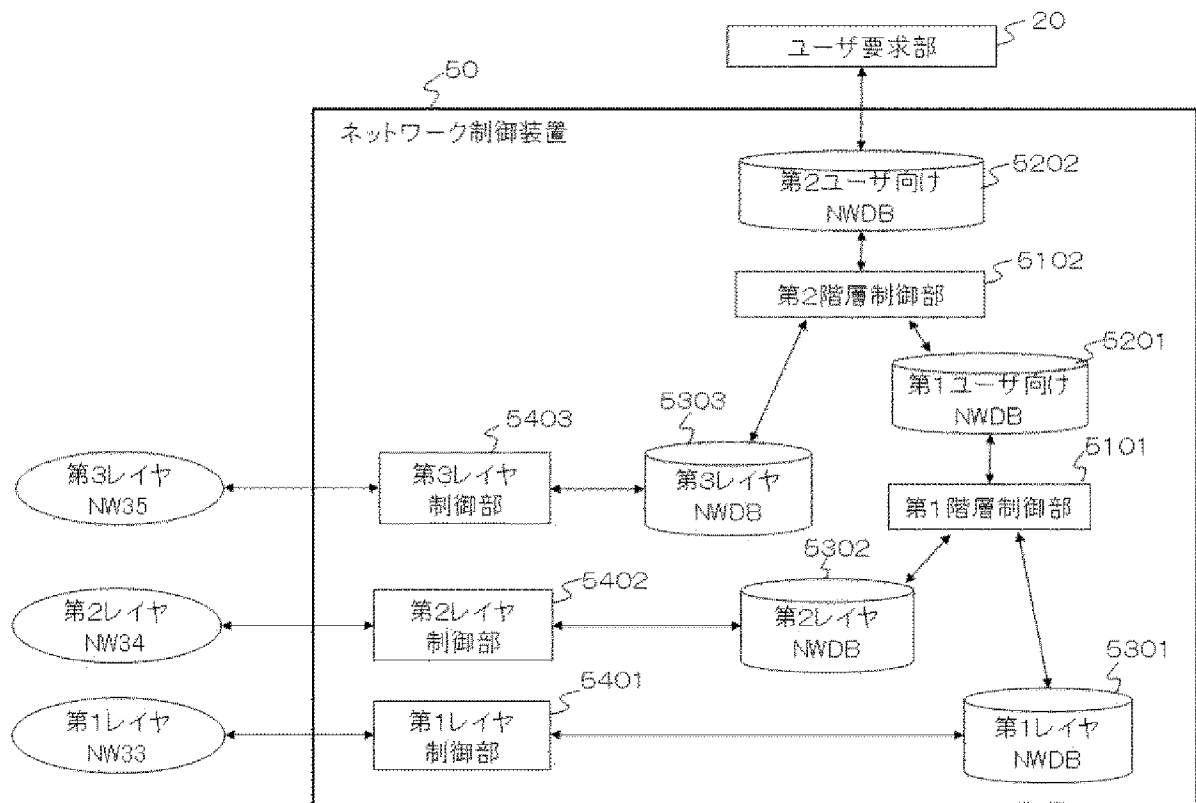 20
ユーザ要求部
50
ネットワーク制御装置
5202
第2ユーザ向け
NWDB
5102
第2階層制御部
5201
第1ユーザ向け
NWDB
5403
5303
5101
第3レイヤ
NW35
第3レイヤ
制御部
第3レイヤ
NWDB
第1階層制御部
5402
5302
第2レイヤ
NW34
第2レイヤ
制御部
第2レイヤ
NWDB
5401
5301
第1レイヤ
NW33
第1レイヤ
制御部
第1レイヤ
NWDB